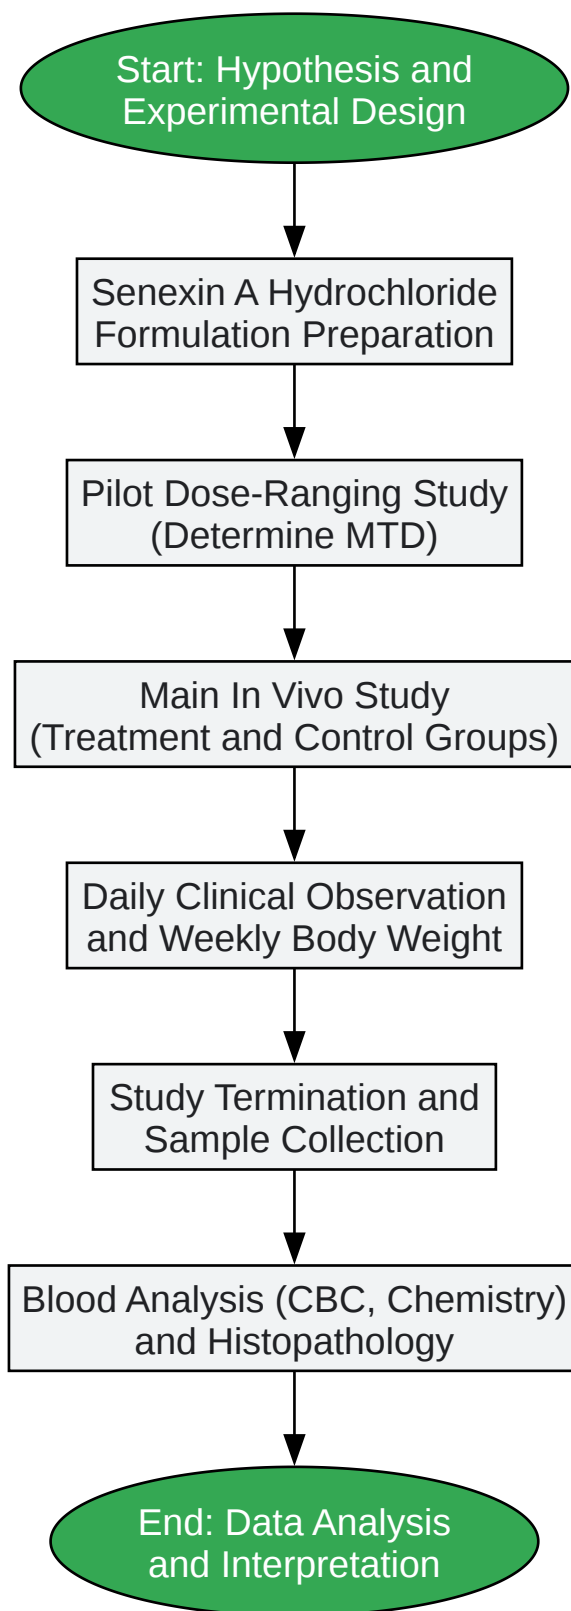 Start: Hypothesis and
Experimental Design
Senexin A Hydrochloride
Formulation Preparation
Pilot Dose-Ranging Study
(Determine MTD)
Main In Vivo Study
(Treatment and Control Groups)
Daily Clinical Observation
and Weekly Body Weight
Study Termination and
Sample Collection
Blood Analysis (CBC, Chemistry)
and Histopathology
End: Data Analysis
and Interpretation